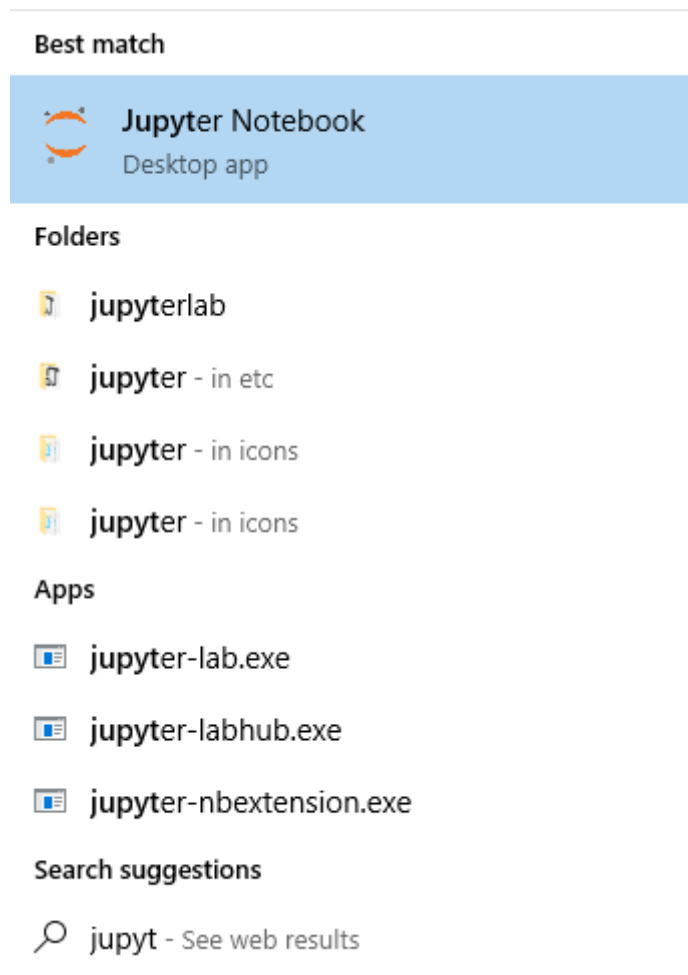 Best match
Jupyter Notebook
Desktop app
Folders
jupyterlab
jupyter - in etc
jupyter - in icons
jupyter - in icons
Apps
jupyter-lab.exe
jupyter-labhub.exe
jupyter-nbextension.exe
Search suggestions
jupyt - See web results